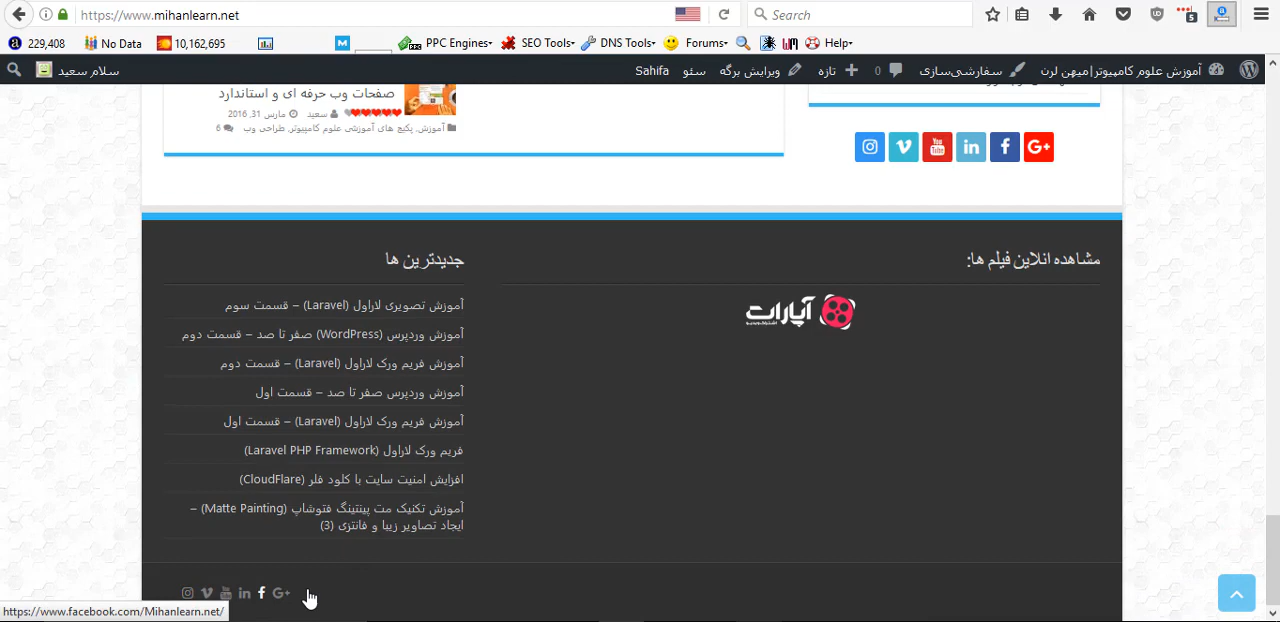 https://www.mihanlearn.net
Search
229,408
No Data
10,162,695
PPC Engines
SEO Tools
DNS Tools
Forums
Help
آموزش علوم کامپیوتر|میهن لرن
سفارشی‌سازی
0
تازه
ویرایش برگه
سئو
Sahifa
سلام سعید
صفحات وب حرفه ای و استاندارد
سعید مارس 31, 2016
آموزش, پکیج های آموزشی علوم کامپیوتر, طراحی وب 6
You Tube
in
f
G+
مشاهده انلاین فیلم ها:
آپارات
جدیدترین ها
آموزش تصویری لاراول (Laravel) – قسمت سوم
آموزش وردپرس (WordPress) صفر تا صد – قسمت دوم
آموزش فریم ورک لاراول (Laravel) – قسمت دوم
آموزش وردپرس صفر تا صد – قسمت اول
آموزش فریم ورک لاراول (Laravel) – قسمت اول
فریم ورک لاراول (Laravel PHP Framework)
افزایش امنیت سایت با کلود فلر (CloudFlare)
آموزش تکنیک مت پینتینگ فتوشاپ (Matte Painting) –
ایجاد تصاویر زیبا و فانتزی (3)
https://www.facebook.com/Mihanlearn.net/